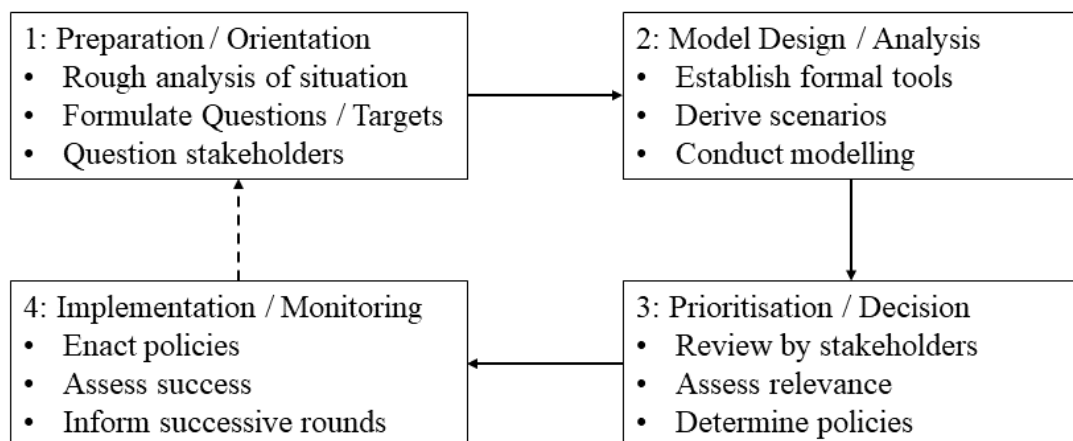 1: Preparation / Orientation
• Rough analysis of situation
• Formulate Questions / Targets
• Question stakeholders
2: Model Design / Analysis
• Establish formal tools
• Derive scenarios
• Conduct modelling
3: Prioritisation / Decision
• Review by stakeholders
• Assess relevance
• Determine policies
4: Implementation / Monitoring
• Enact policies
• Assess success
• Inform successive rounds